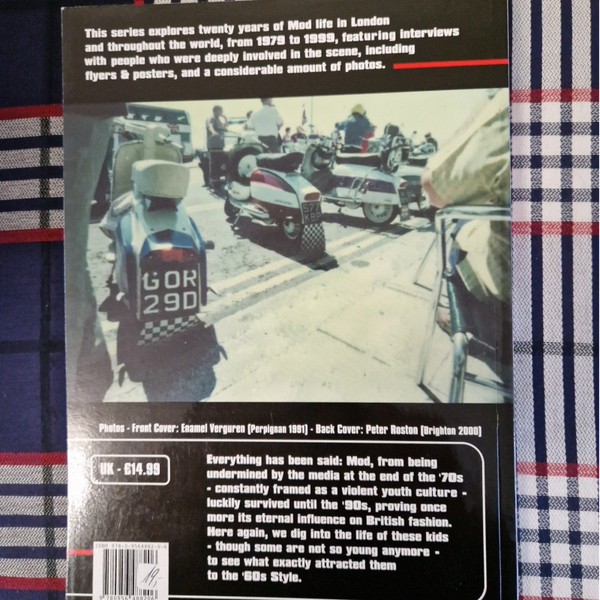 This series explores twenty years of Mod life in London
and throughout the world, from 1979 to 1999, featuring interviews
with people who were deeply involved in the scene, including
flyers & posters, and a considerable amount of photos.
GOR
29D
Photos - Front Cover: Enamel Verguren (Perpignan 1991) - Back Cover: Peter Roston (Brighton 2000)
UK - £14.99
Everything has been said: Mod, from being
undermined by the media at the end of the '70s
- constantly framed as a violent youth culture -
luckily survived until the '90s, proving once
more its eternal influence on British fashion.
Here again, we dig into the life of these kids
- though some are not so young anymore -
to see what exactly attracted them
to the '60s Style.